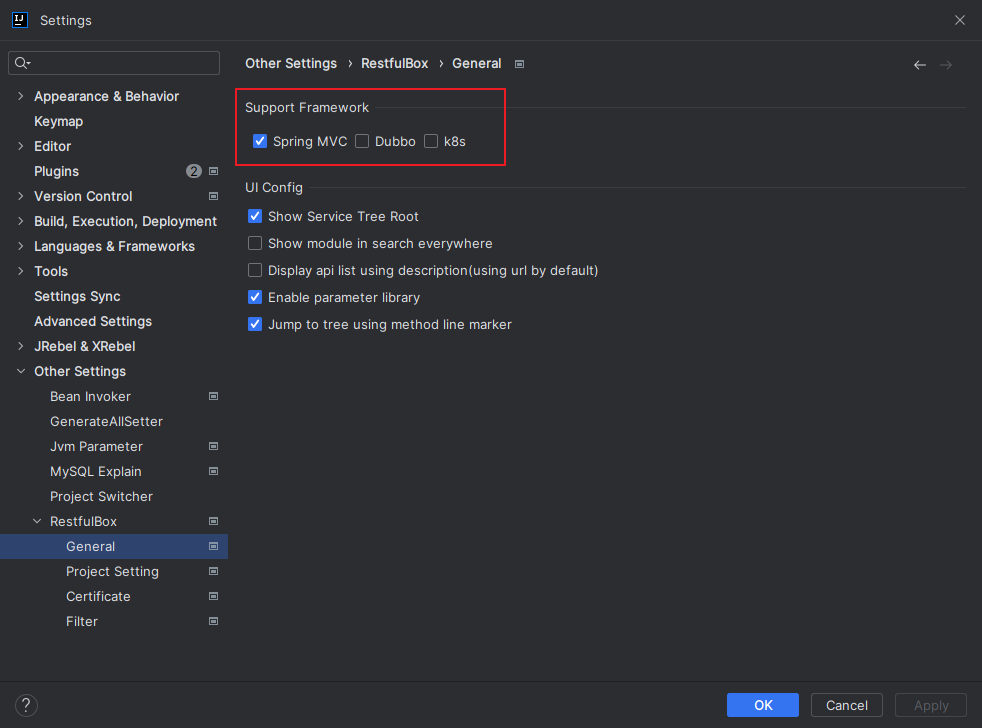 Settings
Other Settings › RestfulBox › General
Appearance & Behavior
Keymap
Editor
Plugins 2
Version Control
Build, Execution, Deployment
Languages & Frameworks
Tools
Settings Sync
Advanced Settings
JRebel & XRebel
Other Settings
Bean Invoker
GenerateAllSetter
Jvm Parameter
MySQL Explain
Project Switcher
RestfulBox
General
Project Setting
Certificate
Filter
Support Framework
Spring MVC Dubbo k8s
UI Config
Show Service Tree Root
Show module in search everywhere
Display api list using description(using url by default)
Enable parameter library
Jump to tree using method line marker
? OK Cancel Apply